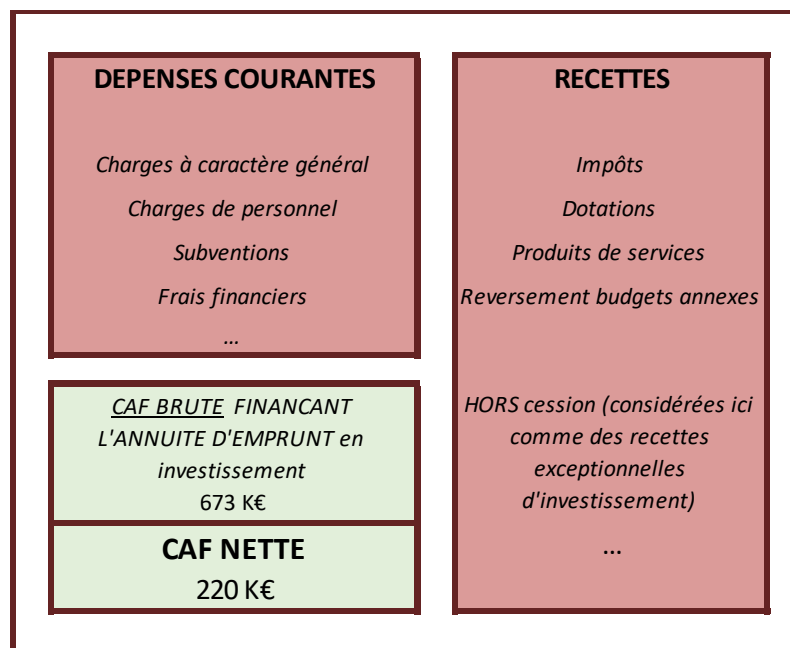 DEPENSES COURANTES
Charges à caractère général
Charges de personnel
Subventions
Frais financiers
...
CAF BRUTE FINANCANT
L'ANNUITE D'EMPRUNT en
investissement
673 K€
CAF NETTE
220 K€
RECETTES
Impôts
Dotations
Produits de services
Reversement budgets annexes
HORS cession (considérées ici
comme des recettes
exceptionnelles
d'investissement)
...